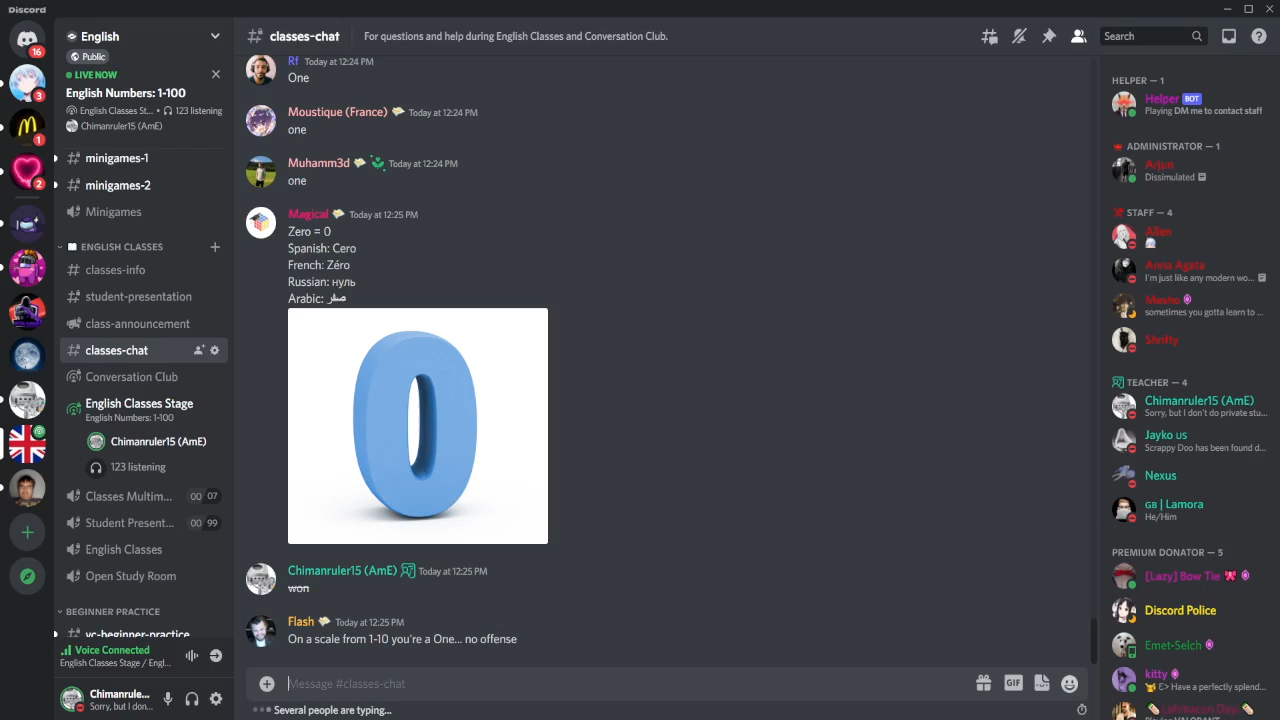 Discord
16
3
1
2
English
Public
LIVE NOW
English Numbers: 1-100
English Classes St... • 123 listening
Chimanruler15 (AmE)
minigames-1
minigames-2
Minigames
ENGLISH CLASSES
classes-info
student-presentation
class-announcement
classes-chat
Conversation Club
English Classes Stage
English Numbers: 1-100
Chimanruler15 (AmE)
123 listening
Classes Multim... 00 07
Student Present... 00 99
English Classes
Open Study Room
BEGINNER PRACTICE
vc-beginner-practice
Voice Connected
English Classes Stage / Engl...
Chimanrule...
Sorry, but I don...
classes-chat
For questions and help during English Classes and Conversation Club.
Search
Rf Today at 12:24 PM
One
Moustique (France) Today at 12:24 PM
one
Muhamm3d Today at 12:24 PM
one
Magical Today at 12:25 PM
Zero = 0
Spanish: Cero
French: Zéro
Russian: нуль
Arabic: صفر
0
Chimanruler15 (AmE) Today at 12:25 PM
won
Flash Today at 12:25 PM
On a scale from 1-10 you're a One... no offense
Message #classes-chat
GIF
Several people are typing...
HELPER — 1
Helper BOT
Playing DM me to contact staff
ADMINISTRATOR — 1
Arjun
Dissimulated
STAFF — 4
Allen
Anna Agata
I'm just like any modern wo...
Mesho
sometimes you gotta learn to ...
Shriffy
TEACHER — 4
Chimanruler15 (AmE)
Sorry, but I don't do private stu...
Jayko us
Scrappy Doo has been found d...
Nexus
GB | Lamora
He/Him
PREMIUM DONATOR — 5
[Lazy] Bow Tie
Discord Police
Emet-Selch
kitty
ε> Have a perfectly splend...
Playing VALORANT